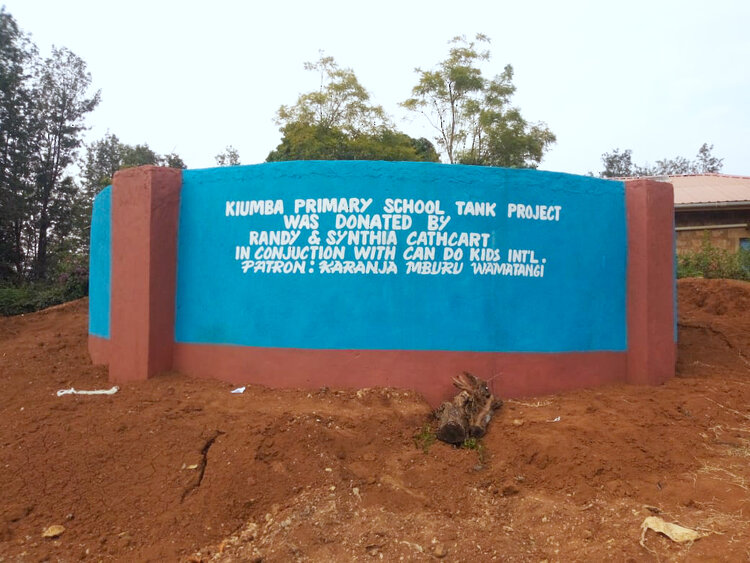 KIUMBA PRIMARY SCHOOL TANK PROJECT
WAS DONATED BY
RANDY & SYNTHIA CATHCART
IN CONJUCTION WITH CAN DO KIDS INT'L.
PATRON: KARANJA MBURU WAMATANGI